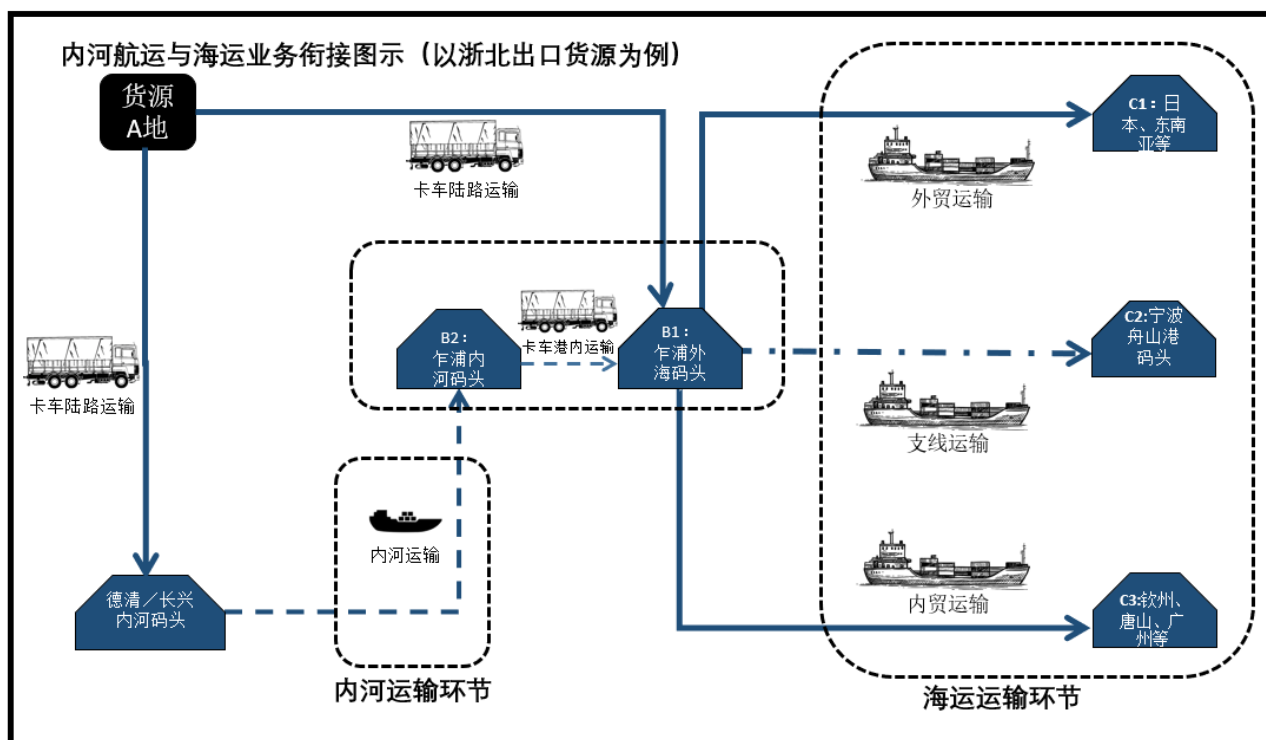 内河航运与海运业务衔接图示（以浙北出口货源为例）
货源
A地
卡车陆路运输
C1：日
本、东南
亚等
外贸运输
卡车陆路运输
B2：
乍浦内
河码头
卡车港内运输
B1：
乍浦外
海码头
C2:宁波
舟山港
码头
支线运输
内河运输
德清／长兴
内河码头
内贸运输
C3:钦州、
唐山、广
州等
内河运输环节
海运运输环节